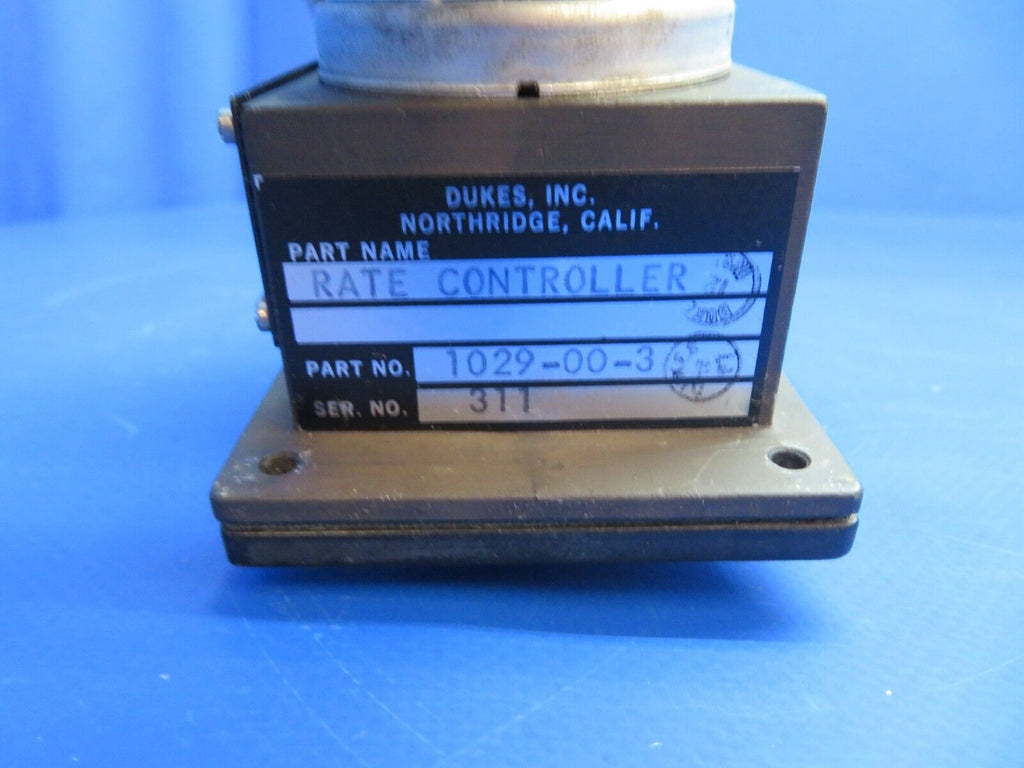 DUKES, INC.
NORTHRIDGE, CALIF.
PART NAME
RATE CONTROLLER
PART NO. 1029-00-3
SER. NO. 311